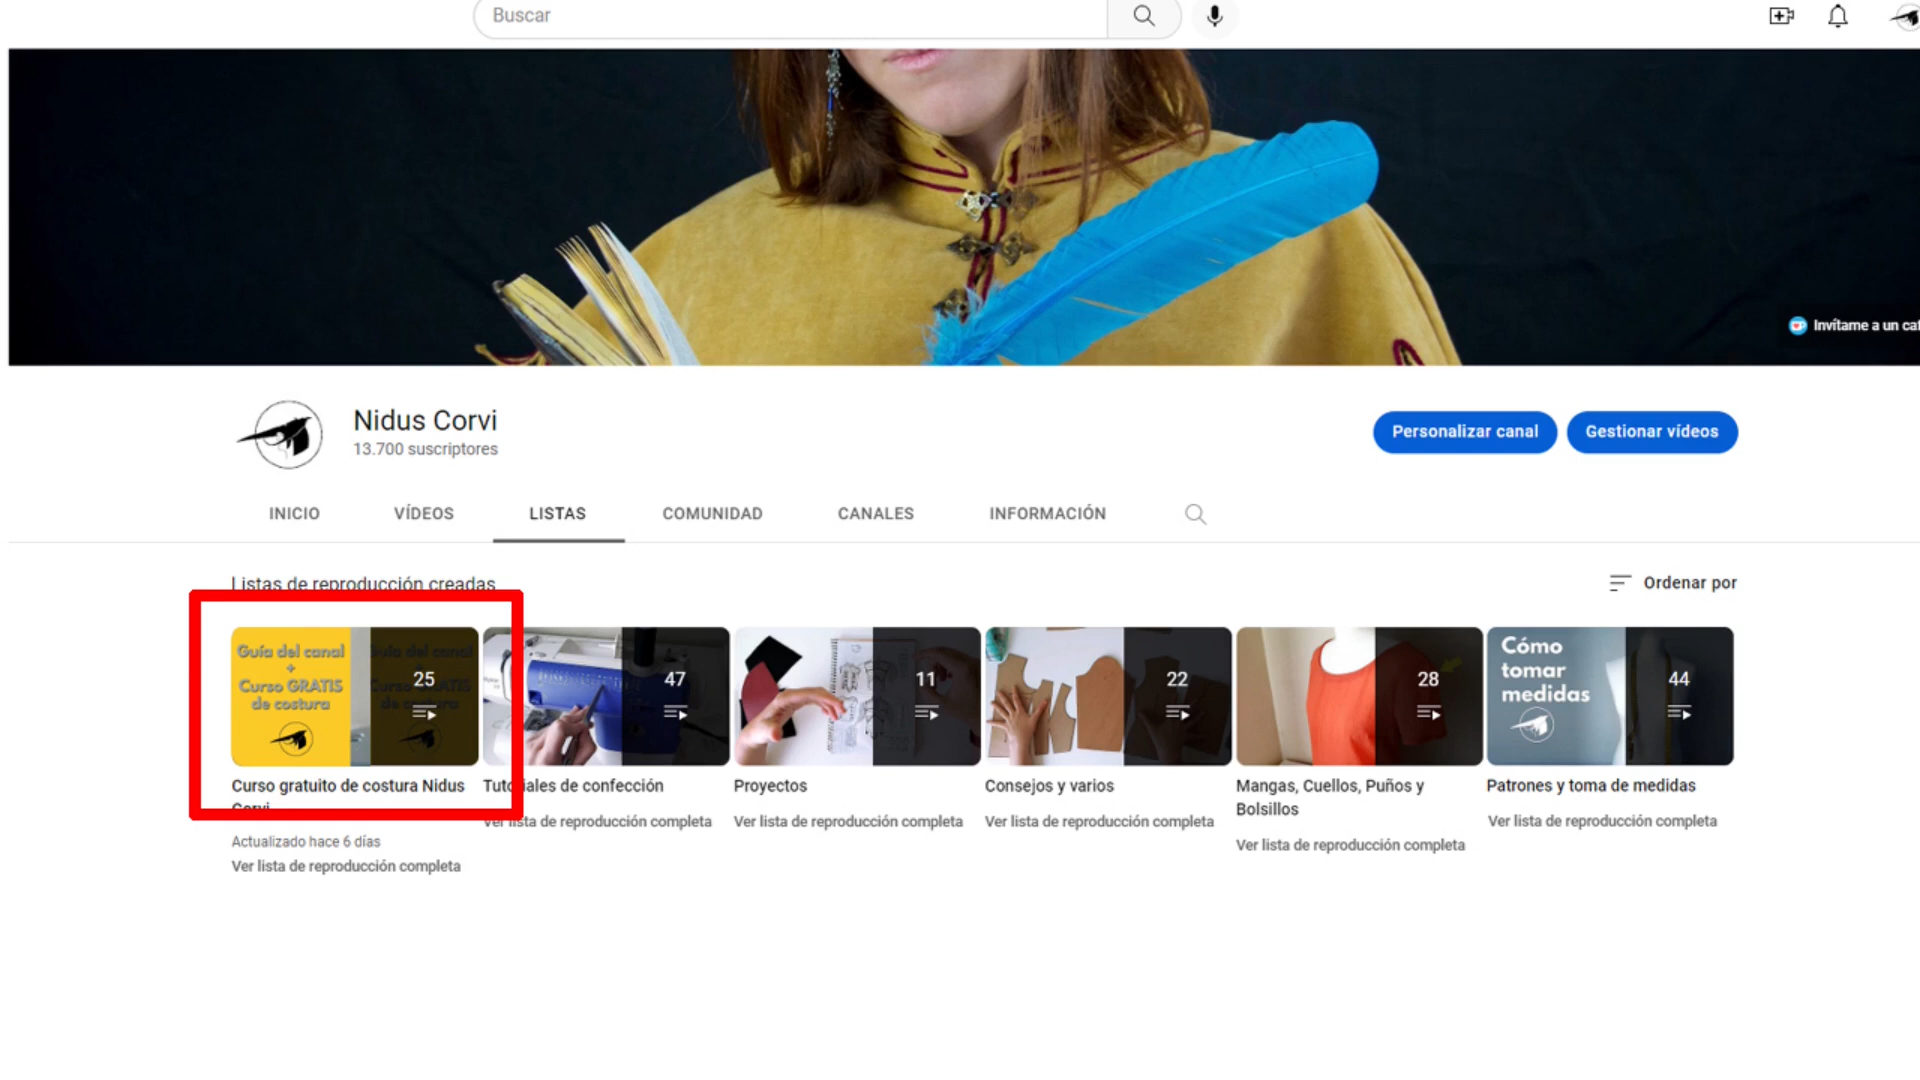 Buscar
Invítame a un caf
Nidus Corvi
13.700 suscriptores
Personalizar canal
Gestionar vídeos
INICIO
VÍDEOS
LISTAS
COMUNIDAD
CANALES
INFORMACIÓN
Listas de reproducción creadas
Ordenar por
Guía del canal
+
Curso GRATIS
de costura
25
47
11
22
28
Cómo
tomar
medidas
44
Curso gratuito de costura Nidus
Corvi
Actualizado hace 6 días
Ver lista de reproducción completa
Tutoriales de confección
Ver lista de reproducción completa
Proyectos
Ver lista de reproducción completa
Consejos y varios
Ver lista de reproducción completa
Mangas, Cuellos, Puños y
Bolsillos
Ver lista de reproducción completa
Patrones y toma de medidas
Ver lista de reproducción completa